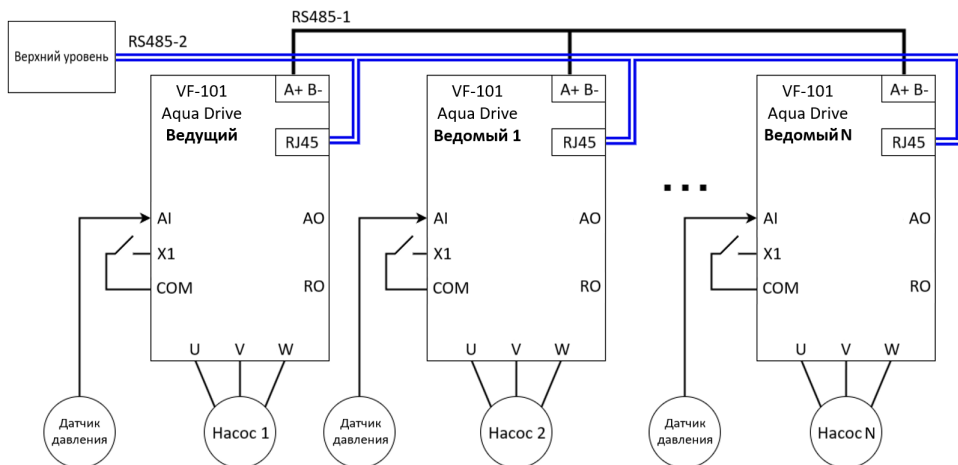 RS485-1
Верхний уровень
RS485-2
VF-101
Aqua Drive
Ведущий
A+ B-
RJ45
AI
AO
X1
COM
RO
U V W
Датчик
давления
Насос 1
VF-101
Aqua Drive
Ведомый 1
A+ B-
RJ45
AI
AO
X1
COM
RO
U V W
Датчик
давления
Насос 2
...
VF-101
Aqua Drive
Ведомый N
A+ B-
RJ45
AI
AO
X1
COM
RO
U V W
Датчик
давления
Насос N